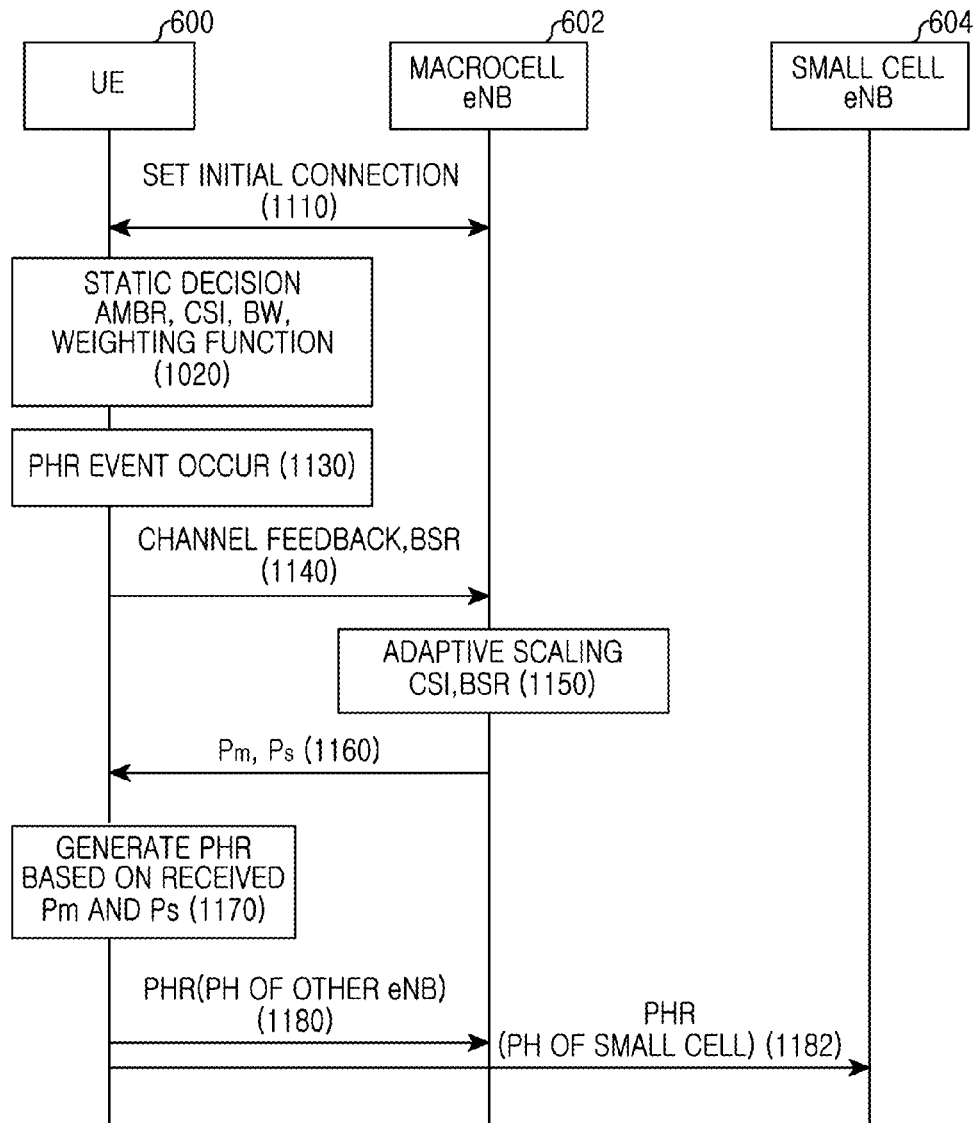 600
602
604
UE
MACROCELL
eNB
SMALL CELL
eNB
SET INITIAL CONNECTION
(1110)
STATIC DECISION
AMBR, CSI, BW,
WEIGHTING FUNCTION
(1020)
PHR EVENT OCCUR (1130)
CHANNEL FEEDBACK,BSR
(1140)
ADAPTIVE SCALING
CSI,BSR (1150)
Pm, Ps (1160)
GENERATE PHR
BASED ON RECEIVED
Pm AND Ps (1170)
PHR(PH OF OTHER eNB)
(1180)
PHR
(PH OF SMALL CELL) (1182)